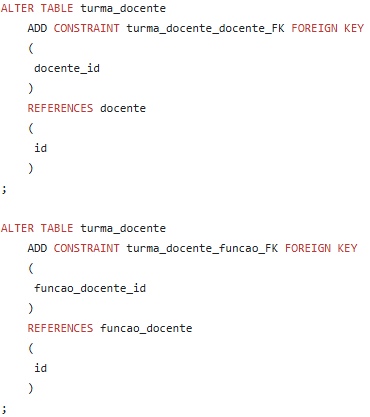 ALTER TABLE turma_docente
    ADD CONSTRAINT turma_docente_docente_FK FOREIGN KEY
    (
     docente_id
    )
    REFERENCES docente
    (
     id
    )
;

ALTER TABLE turma_docente
    ADD CONSTRAINT turma_docente_funcao_FK FOREIGN KEY
    (
     funcao_docente_id
    )
    REFERENCES funcao_docente
    (
     id
    )
;